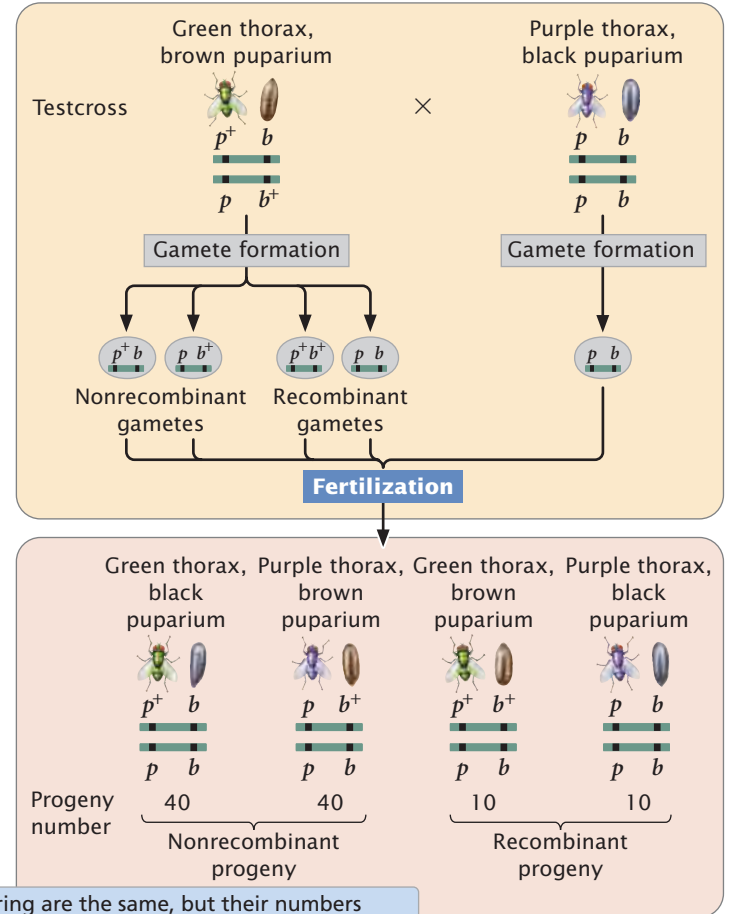 Green thorax,
brown puparium
Purple thorax,
black puparium
Testcross
×
p⁺ b
p b⁺
p b
p b
Gamete formation
Gamete formation
p⁺ b
p b⁺
p⁺ b⁺
p b
p b
Nonrecombinant
gametes
Recombinant
gametes
Fertilization
Green thorax,
black
puparium
Purple thorax,
brown
puparium
Green thorax,
brown
puparium
Purple thorax,
black
puparium
p⁺ b
p b
p b⁺
p b
p⁺ b⁺
p b
p b
p b
Progeny
number
40
40
10
10
Nonrecombinant
progeny
Recombinant
progeny
ring are the same, but their numbers